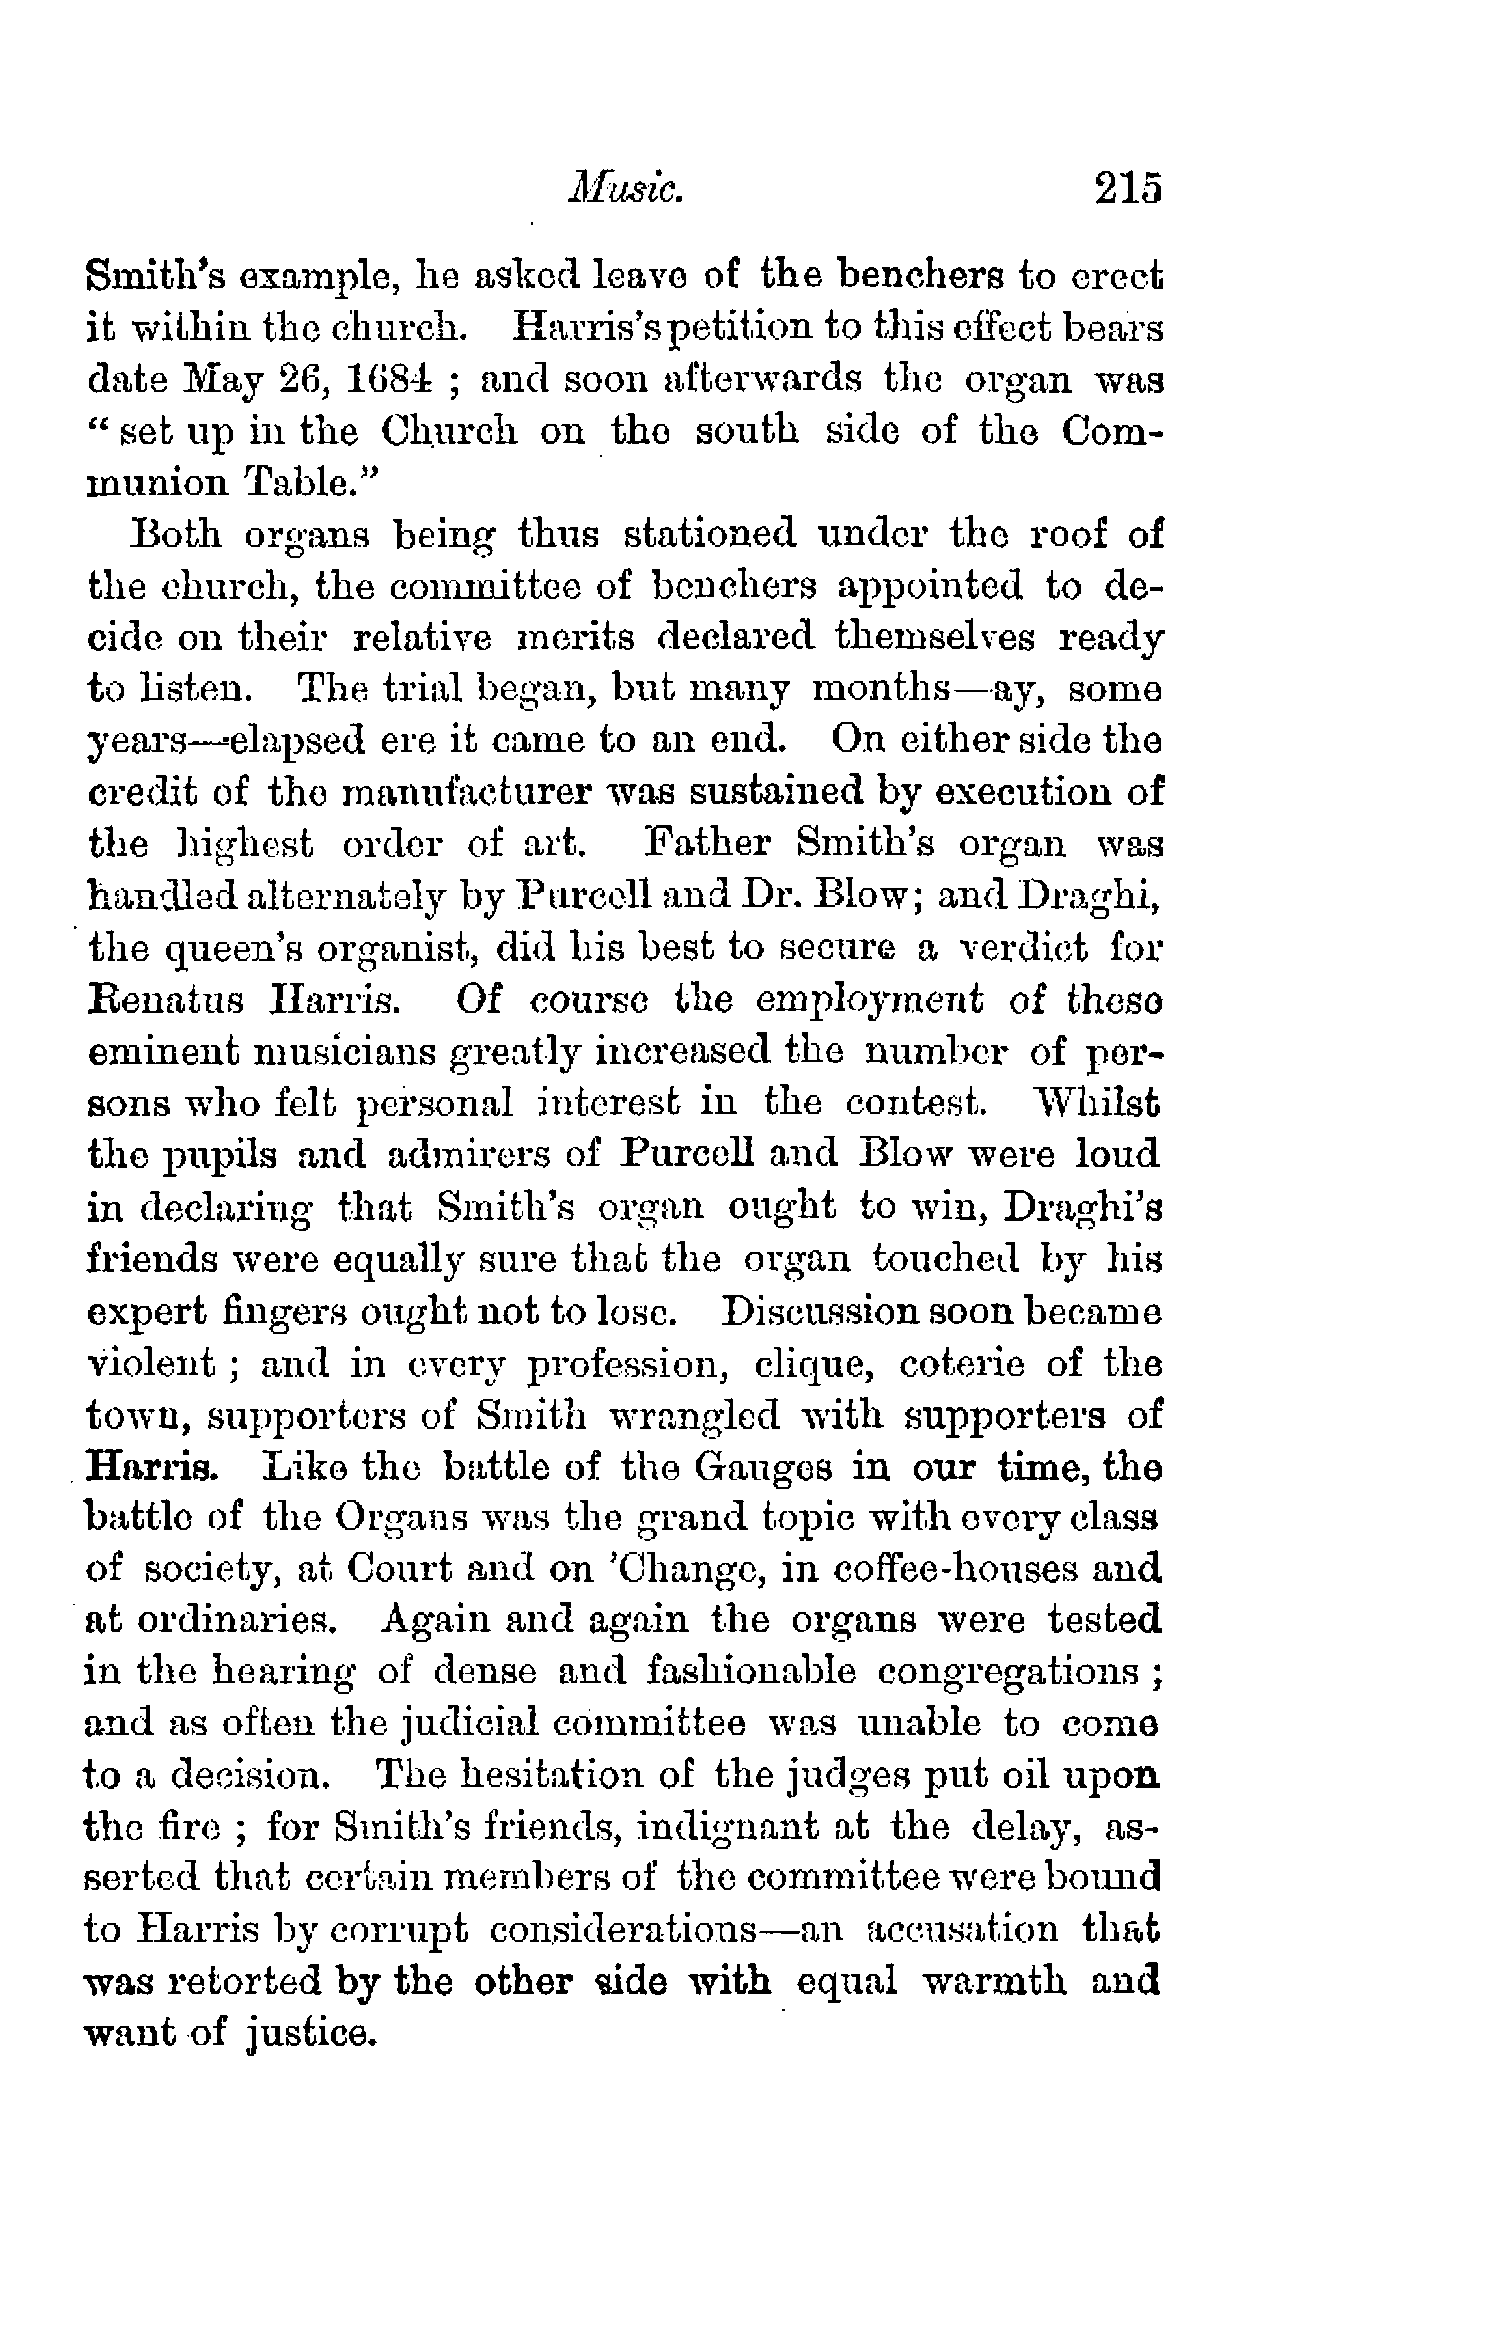 Music. 215
Smith's example, he asked leave of the benchers to erect
it within the church. Harris's petition to this effect bears
date May 26, 1684 ; and soon afterwards the organ was
“ set up in the Church on the south side of the Com-
munion Table.”
Both organs being thus stationed under the roof of
the church, the committee of benchers appointed to de-
cide on their relative merits declared themselves ready
to listen. The trial began, but many months—ay, some
years—elapsed ere it came to an end. On either side the
credit of the manufacturer was sustained by execution of
the highest order of art. Father Smith's organ was
handled alternately by Purcell and Dr. Blow; and Draghi,
the queen's organist, did his best to secure a verdict for
Renatus Harris. Of course the employment of these
eminent musicians greatly increased the number of per-
sons who felt personal interest in the contest. Whilst
the pupils and admirers of Purcell and Blow were loud
in declaring that Smith's organ ought to win, Draghi's
friends were equally sure that the organ touched by his
expert fingers ought not to lose. Discussion soon became
violent ; and in every profession, clique, coterie of the
town, supporters of Smith wrangled with supporters of
Harris. Like the battle of the Gauges in our time, the
battle of the Organs was the grand topic with every class
of society, at Court and on 'Change, in coffee-houses and
at ordinaries. Again and again the organs were tested
in the hearing of dense and fashionable congregations ;
and as often the judicial committee was unable to come
to a decision. The hesitation of the judges put oil upon
the fire ; for Smith's friends, indignant at the delay, as-
serted that certain members of the committee were bound
to Harris by corrupt considerations—an accusation that
was retorted by the other side with equal warmth and
want of justice.